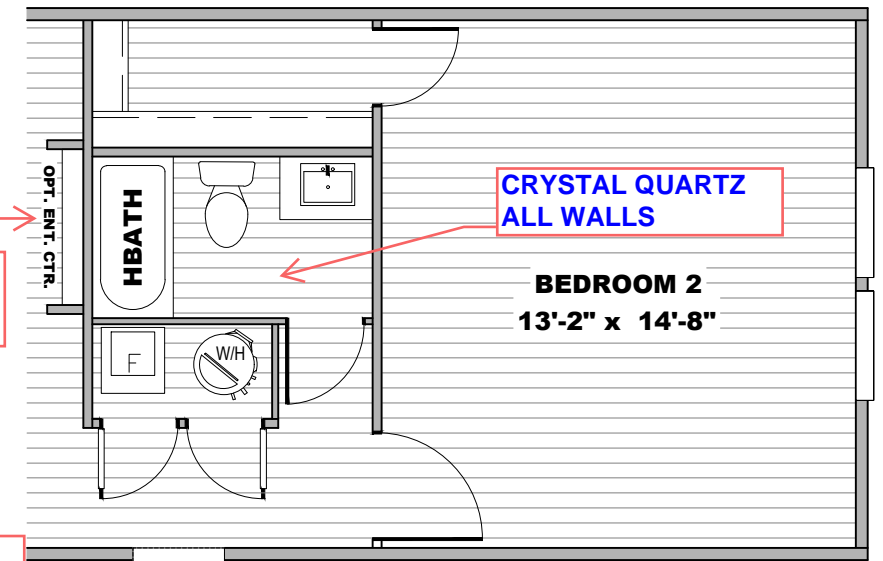 CRYSTAL QUARTZ
ALL WALLS
OPT. ENT. CTR.
HBATH
BEDROOM 2
13'-2" x 14'-8"
F
W/H